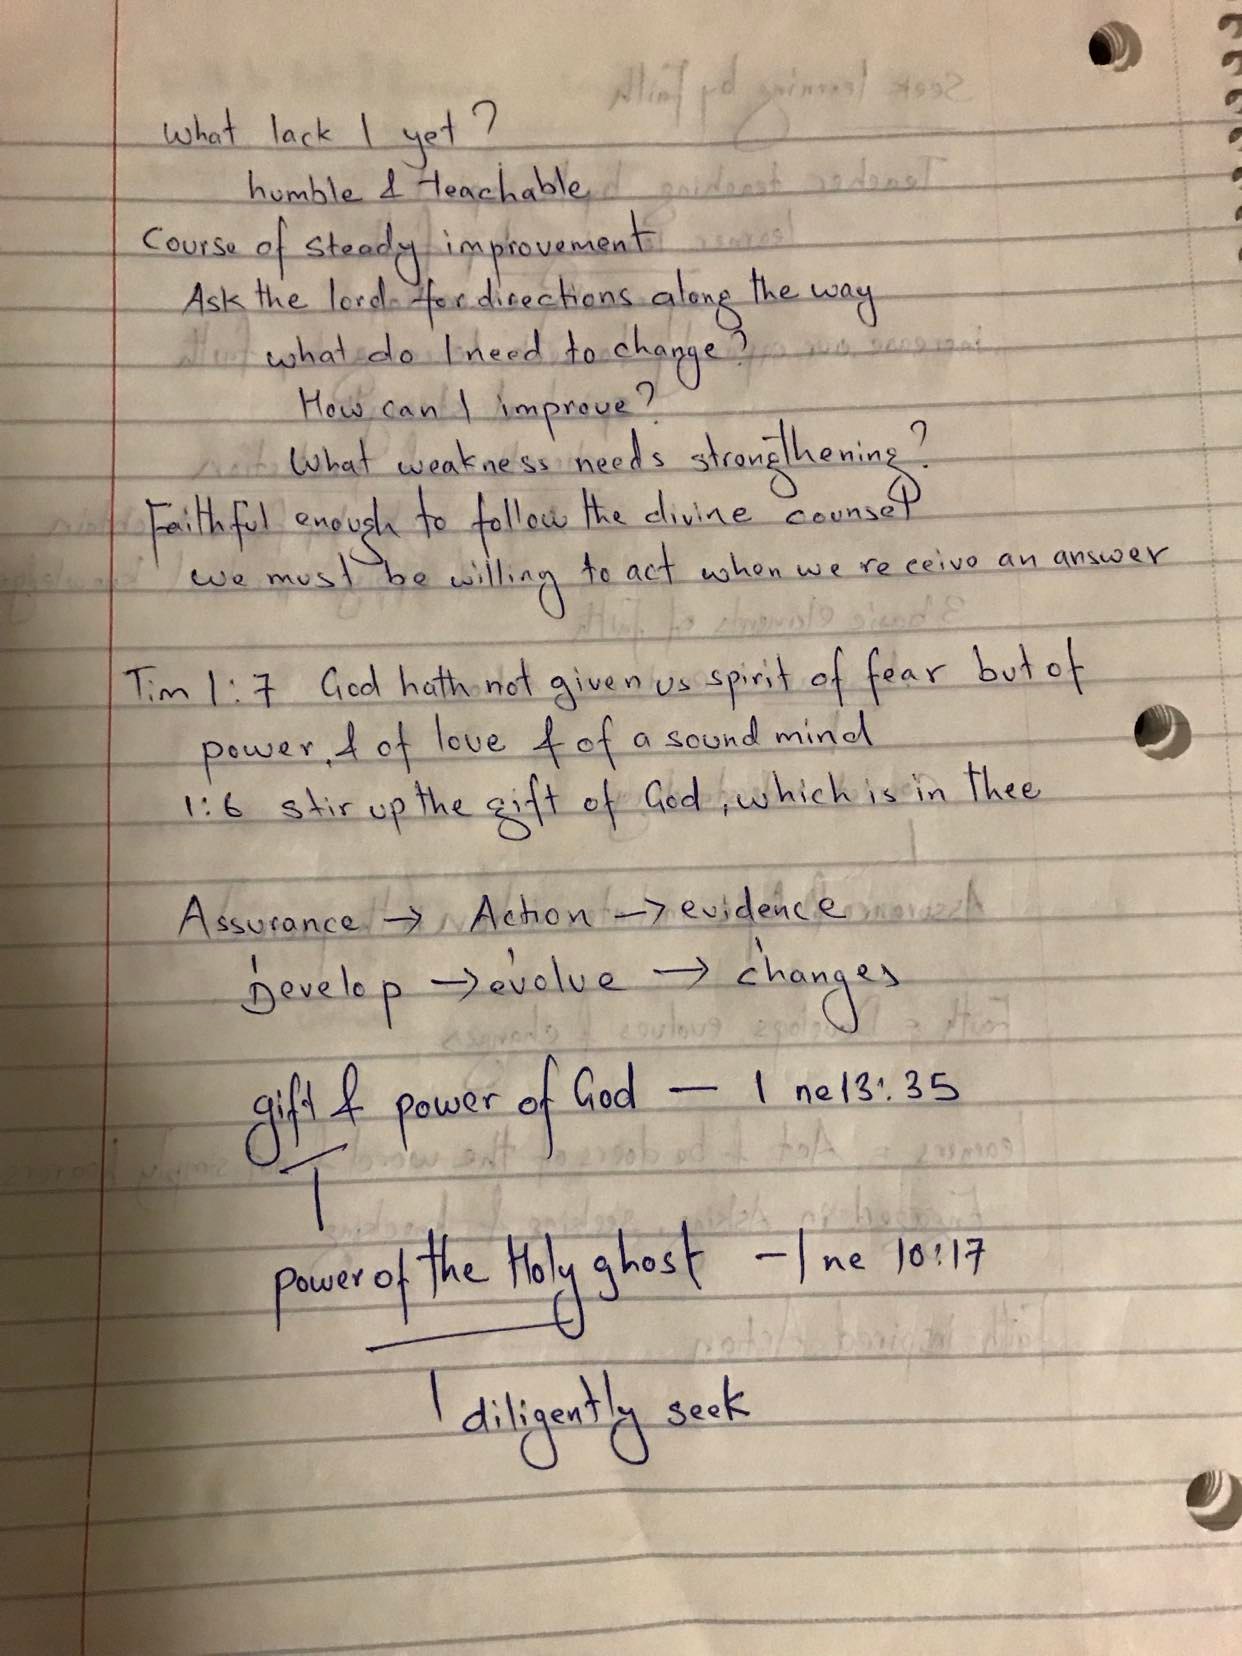 What lack I yet?
humble & teachable
Course of steady improvement
Ask the lord for directions along the way
what do I need to change?
How can I improve?
What weakness needs strengthening?
Faithful enough to follow the divine counsel
we must be willing to act when we receive an answer
Tim 1:7 God hath not given us spirit of fear but of
power, & of love & of a sound mind
1:6 stir up the gift of God, which is in thee
Assurance → Action → evidence
Develop → evolve → changes
gift & power of God — 1 ne 13:35
power of the Holy ghost - 1 ne 10:17
diligently seek